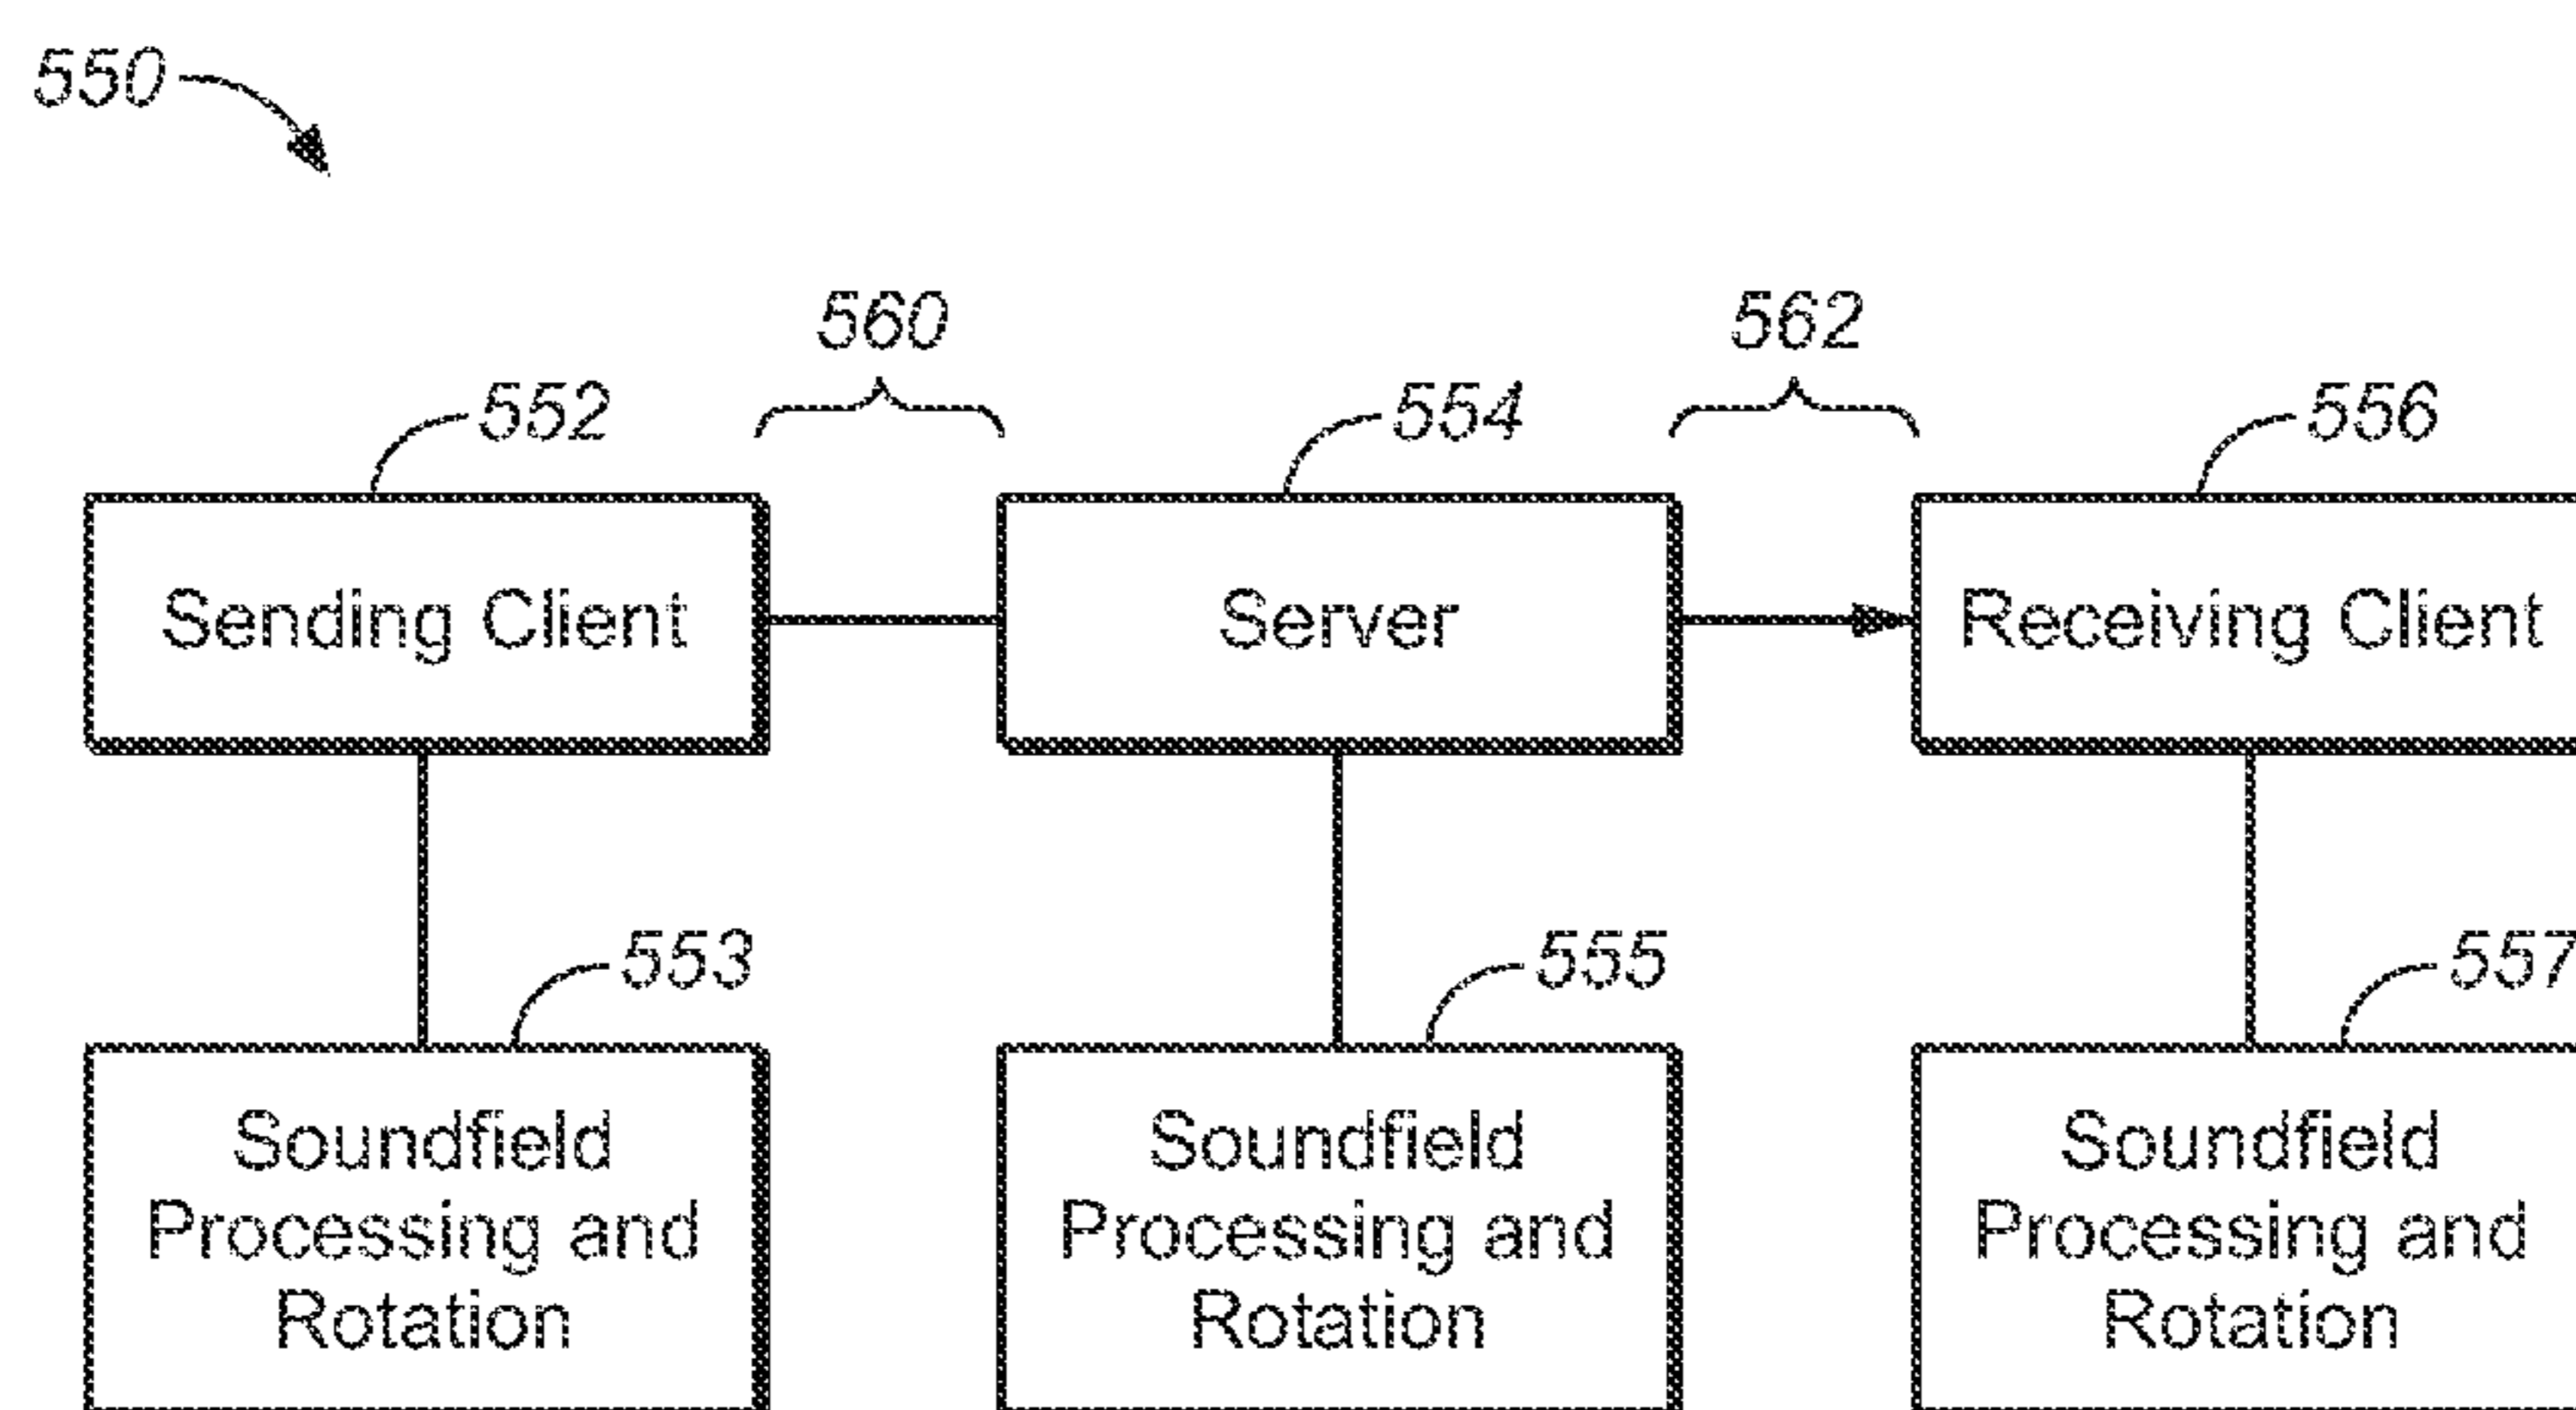 550
560
562
552
554
556
Sending Client
Server
Receiving Client
553
555
557
Soundfield
Processing and
Rotation
Soundfield
Processing and
Rotation
Soundfield
Processing and
Rotation